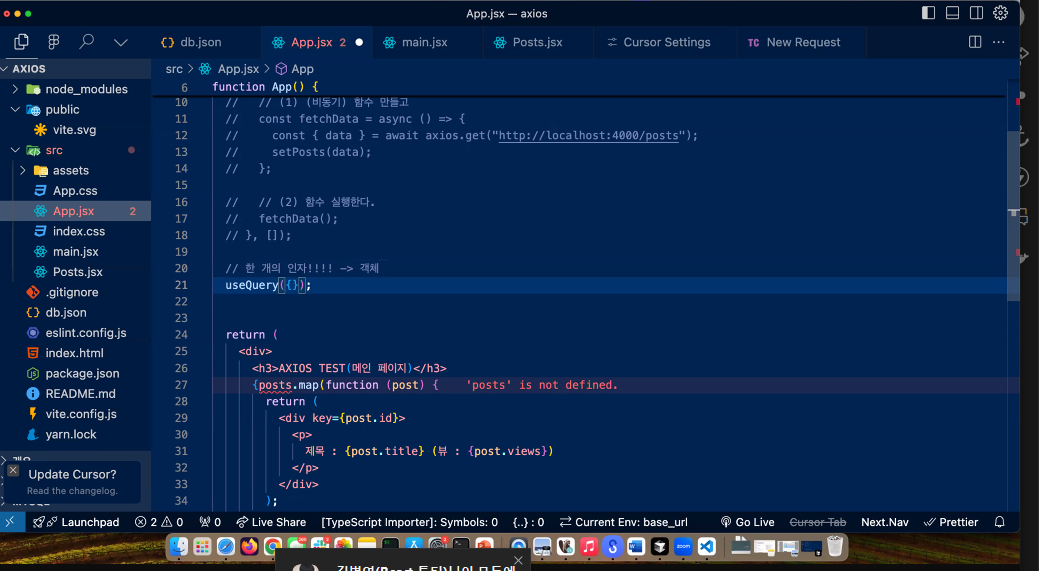 App.jsx — axios
db.json
App.jsx 2
main.jsx
Posts.jsx
Cursor Settings
TC New Request
AXIOS
node_modules
public
vite.svg
src
assets
App.css
App.jsx 2
index.css
main.jsx
Posts.jsx
.gitignore
db.json
eslint.config.js
index.html
package.json
README.md
vite.config.js
yarn.lock
Update Cursor?
Read the changelog.
src > App.jsx > App
6 function App() {
10 // // (1) (비동기) 함수 만들고
11 // const fetchData = async () => {
12 // const { data } = await axios.get("http://localhost:4000/posts");
13 // setPosts(data);
14 // };
15
16 // // (2) 함수 실행한다.
17 // fetchData();
18 // }, []);
19
20 // 한 개의 인자!!!! -> 객체
21 useQuery({});
22
23
24 return (
25 <div>
26 <h3>AXIOS TEST(메인 페이지)</h3>
27 {posts.map(function (post) { 'posts' is not defined.
28 return (
29 <div key={post.id}>
30 <p>
31 제목 : {post.title} (뷰 : {post.views})
32 </p>
33 </div>
34 );
Launchpad
2 0
0
Live Share
[TypeScript Importer]: Symbols: 0
{..} : 0
Current Env: base_url
Go Live
Cursor Tab
Next.Nav
Prettier
zoom